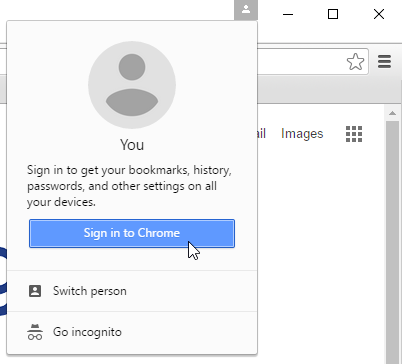 ail Images
You
Sign in to get your bookmarks, history,
passwords, and other settings on all
your devices.
Sign in to Chrome
Switch person
Go incognito